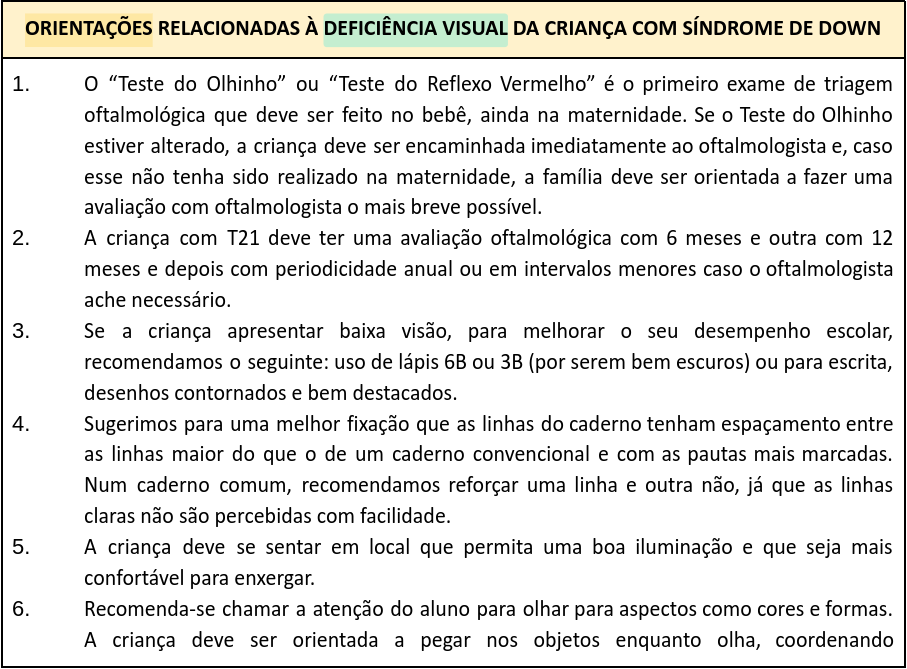 ORIENTAÇÕES RELACIONADAS À DEFICIÊNCIA VISUAL DA CRIANÇA COM SÍNDROME DE DOWN
1. O “Teste do Olhinho” ou “Teste do Reflexo Vermelho” é o primeiro exame de triagem
oftalmológica que deve ser feito no bebê, ainda na maternidade. Se o Teste do Olhinho
estiver alterado, a criança deve ser encaminhada imediatamente ao oftalmologista e, caso
esse não tenha sido realizado na maternidade, a família deve ser orientada a fazer uma
avaliação com oftalmologista o mais breve possível.
2. A criança com T21 deve ter uma avaliação oftalmológica com 6 meses e outra com 12
meses e depois com periodicidade anual ou em intervalos menores caso o oftalmologista
ache necessário.
3. Se a criança apresentar baixa visão, para melhorar o seu desempenho escolar,
recomendamos o seguinte: uso de lápis 6B ou 3B (por serem bem escuros) ou para escrita,
desenhos contornados e bem destacados.
4. Sugerimos para uma melhor fixação que as linhas do caderno tenham espaçamento entre
as linhas maior do que o de um caderno convencional e com as pautas mais marcadas.
Num caderno comum, recomendamos reforçar uma linha e outra não, já que as linhas
claras não são percebidas com facilidade.
5. A criança deve se sentar em local que permita uma boa iluminação e que seja mais
confortável para enxergar.
6. Recomenda-se chamar a atenção do aluno para olhar para aspectos como cores e formas.
A criança deve ser orientada a pegar nos objetos enquanto olha, coordenando